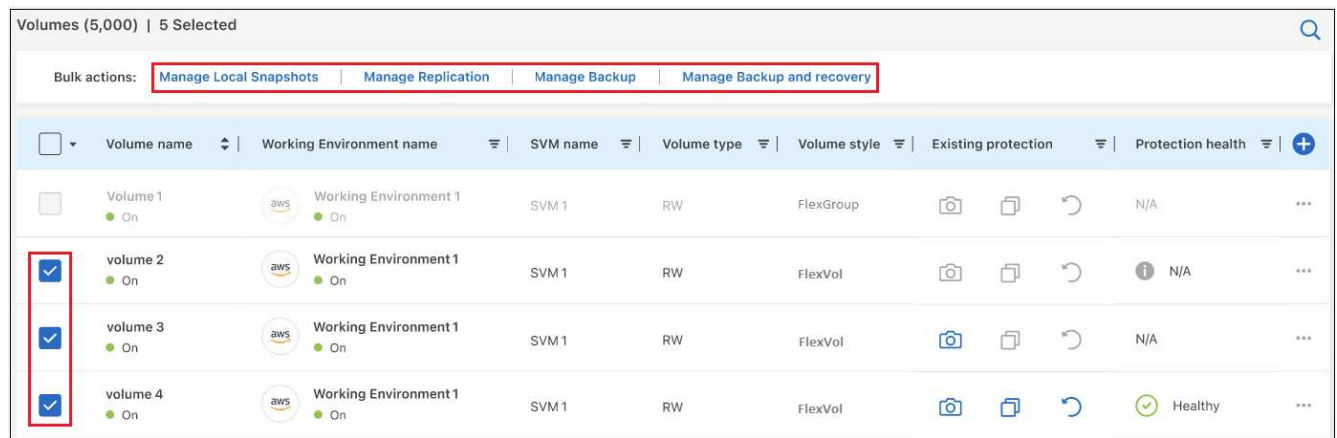 Volumes (5,000) | 5 Selected
Bulk actions: Manage Local Snapshots | Manage Replication | Manage Backup | Manage Backup and recovery
Volume name Working Environment name SVM name Volume type Volume style Existing protection Protection health
Volume 1 aws Working Environment 1 SVM 1 RW FlexGroup N/A
On On
volume 2 aws Working Environment 1 SVM 1 RW FlexVol N/A
On On
volume 3 aws Working Environment 1 SVM 1 RW FlexVol N/A
On On
volume 4 aws Working Environment 1 SVM 1 RW FlexVol Healthy
On On